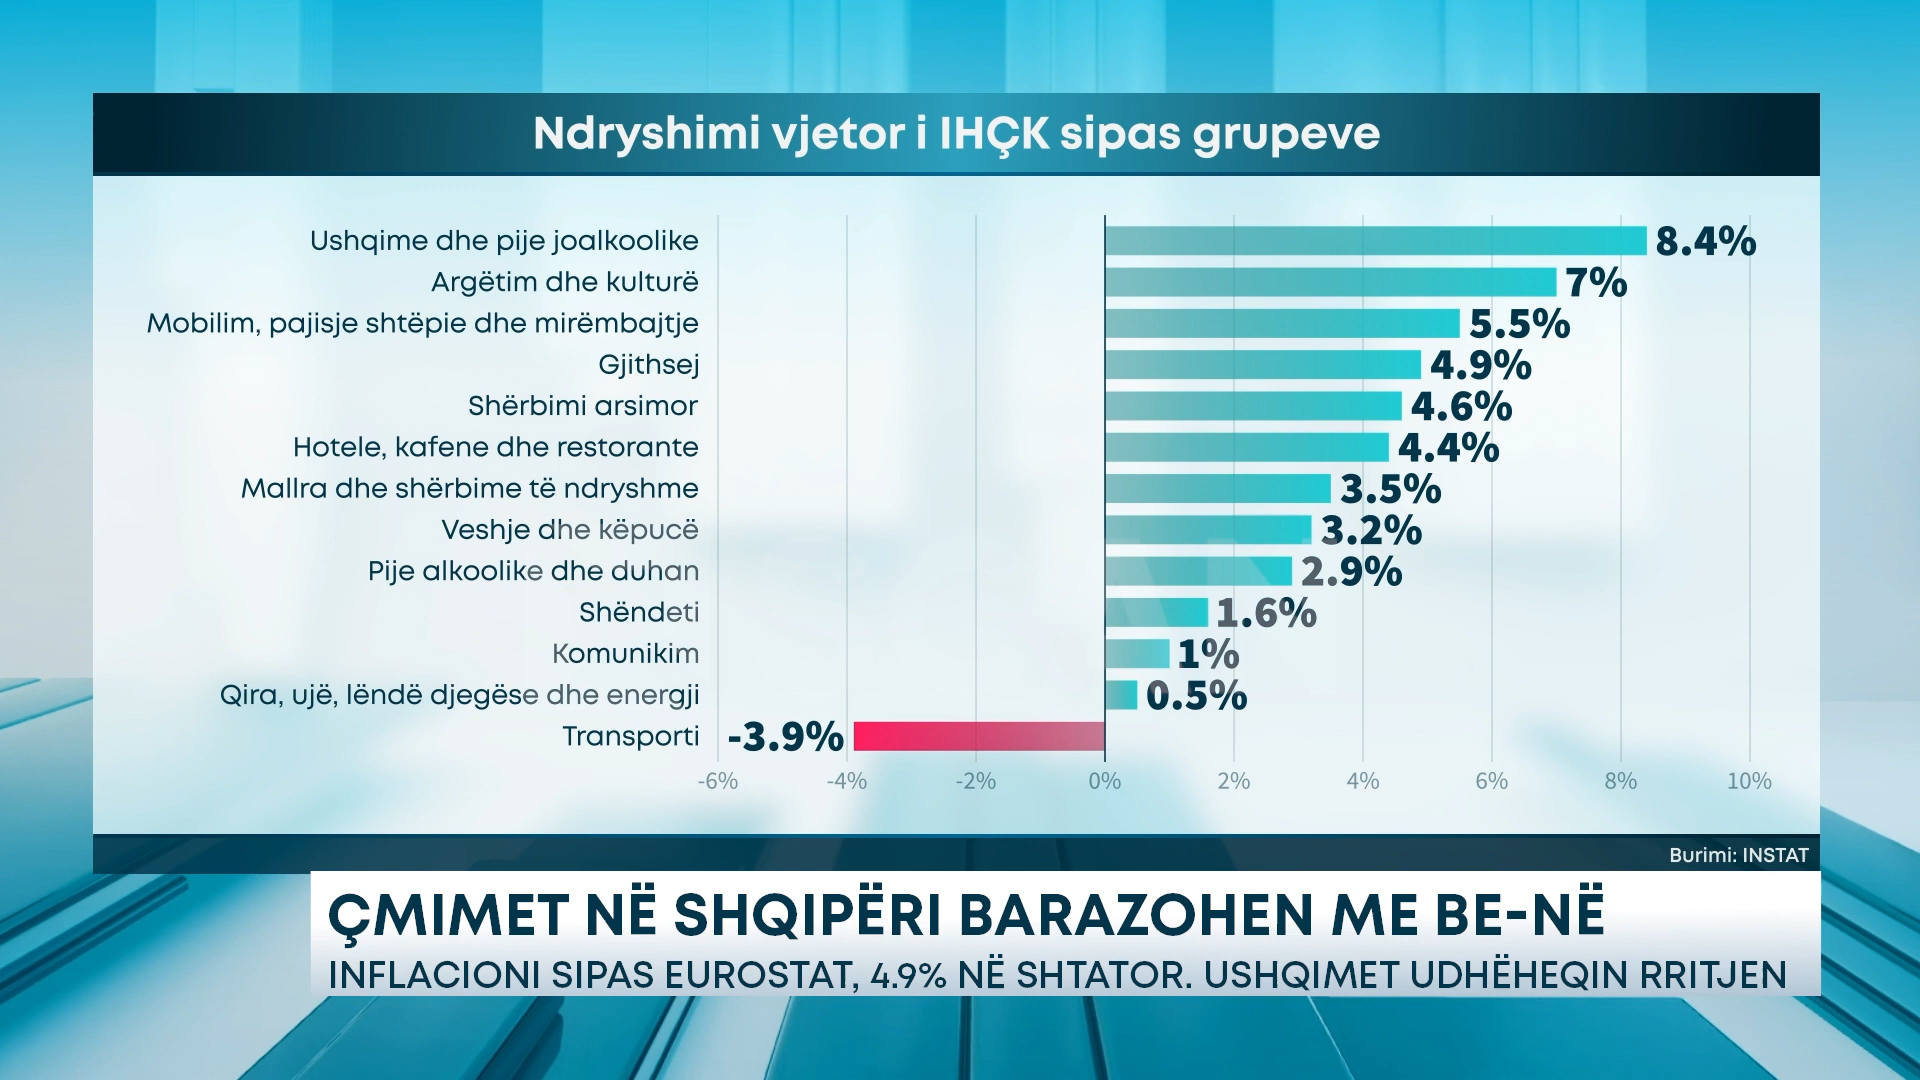 Ndryshimi vjetor i IHÇK sipas grupeve
Ushqime dhe pije joalkoolike 8.4%
Argëtim dhe kulturë 7%
Mobilim, pajisje shtëpie dhe mirëmbajtje 5.5%
Gjithsej 4.9%
Shërbimi arsimor 4.6%
Hotele, kafene dhe restorante 4.4%
Mallra dhe shërbime të ndryshme 3.5%
Veshje dhe këpucë 3.2%
Pije alkoolike dhe duhan 2.9%
Shëndeti 1.6%
Komunikim 1%
Qira, ujë, lëndë djegëse dhe energji 0.5%
Transporti -3.9%
-6% -4% -2% 0% 2% 4% 6% 8% 10%
Burimi: INSTAT
ÇMIMET NË SHQIPËRI BARAZOHEN ME BE-NË
INFLACIONI SIPAS EUROSTAT, 4.9% NË SHTATOR. USHQIMET UDHËHEQIN RRITJEN